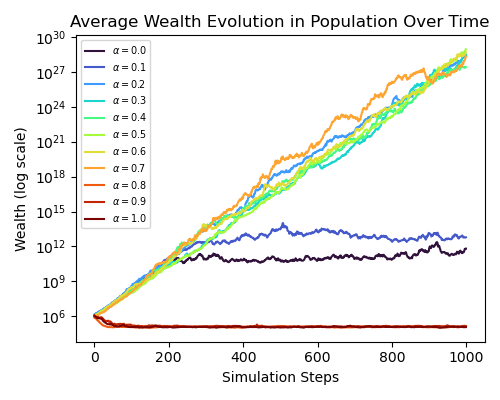 Average Wealth Evolution in Population Over Time
Wealth (log scale)
10^30
10^27
10^24
10^21
10^18
10^15
10^12
10^9
10^6
α = 0.0
α = 0.1
α = 0.2
α = 0.3
α = 0.4
α = 0.5
α = 0.6
α = 0.7
α = 0.8
α = 0.9
α = 1.0
0 200 400 600 800 1000
Simulation Steps